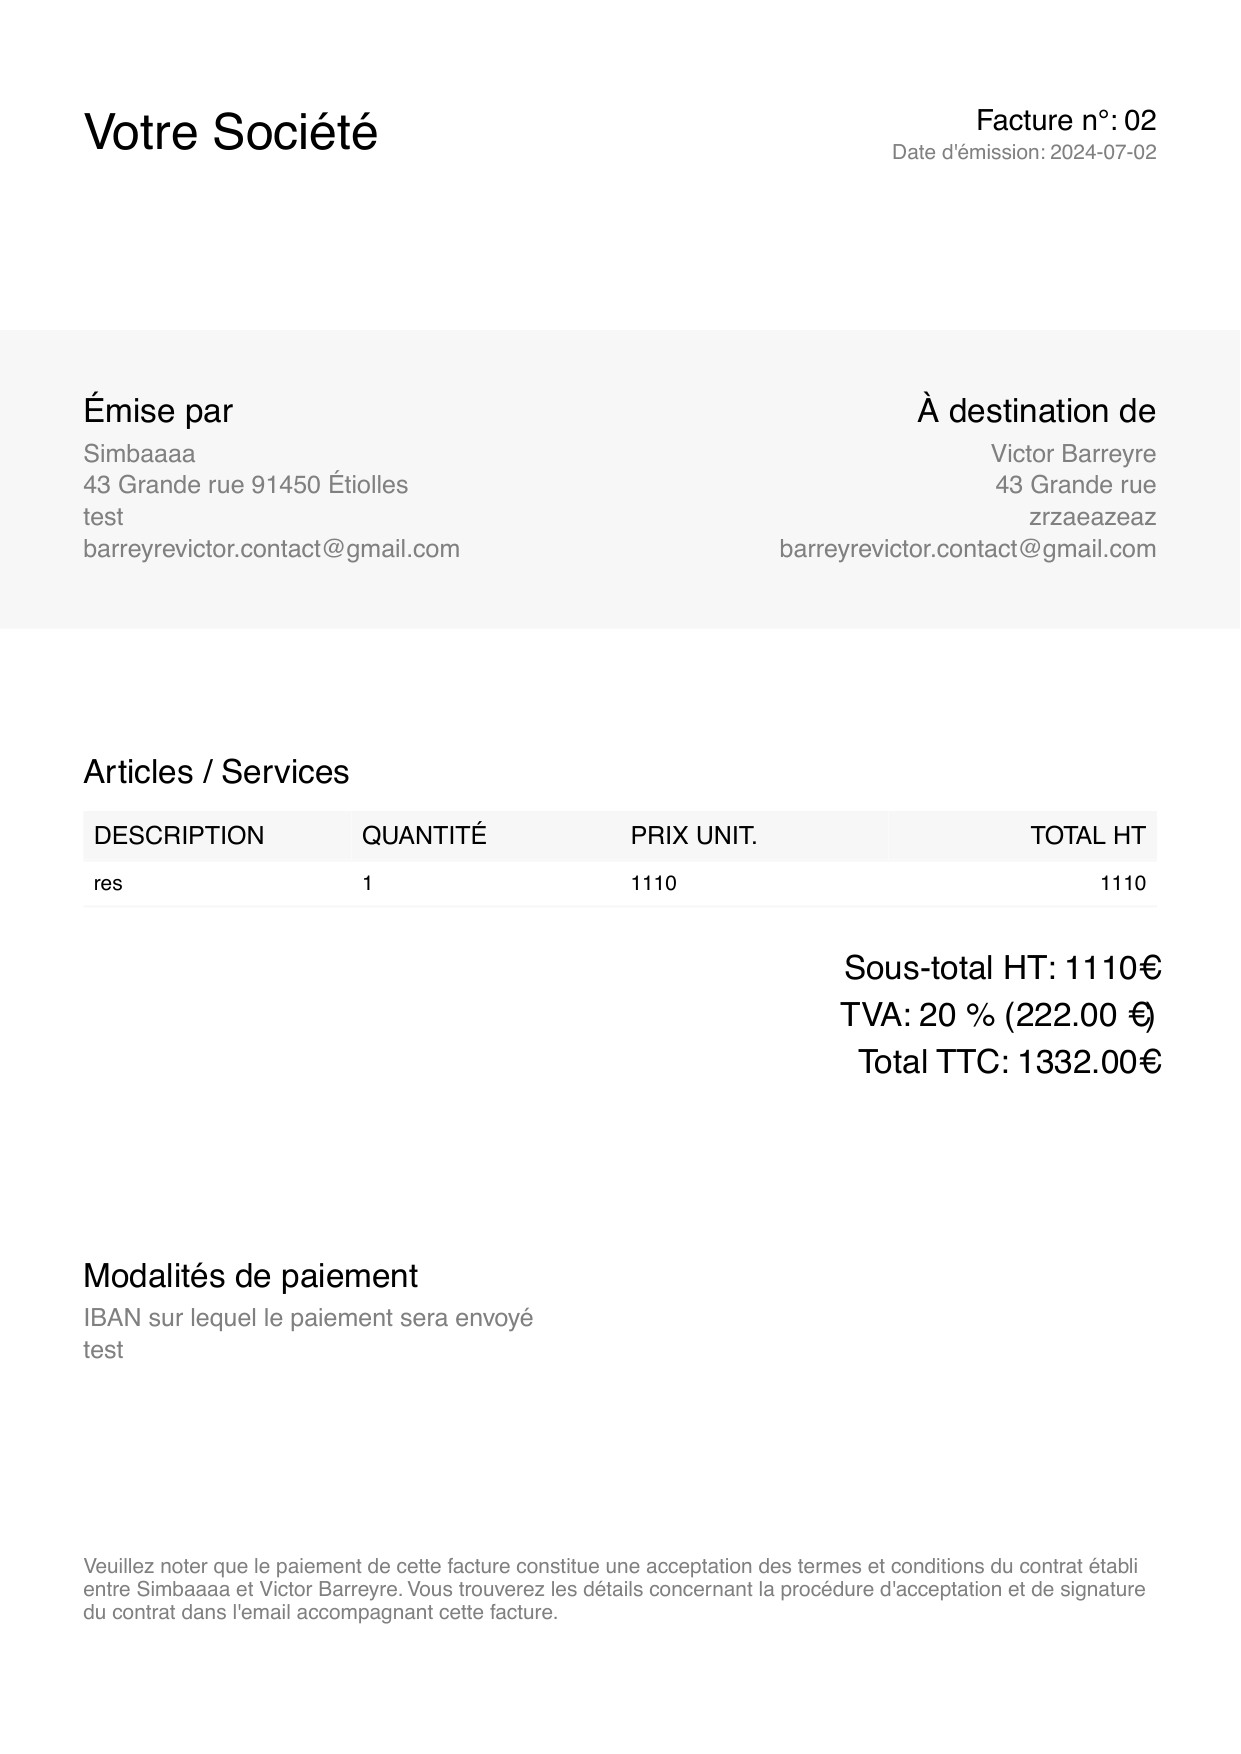 Votre Société
Facture n°: 02
Date d'émission: 2024-07-02
Émise par
Simbaaaa
43 Grande rue 91450 Étiolles
test
barreyrevictor.contact@gmail.com
À destination de
Victor Barreyre
43 Grande rue
zrzaeazeaz
barreyrevictor.contact@gmail.com
Articles / Services
DESCRIPTION QUANTITÉ PRIX UNIT. TOTAL HT
res 1 1110 1110
Sous-total HT: 1110€
TVA: 20 % (222.00 €)
Total TTC: 1332.00€
Modalités de paiement
IBAN sur lequel le paiement sera envoyé
test
Veuillez noter que le paiement de cette facture constitue une acceptation des termes et conditions du contrat établi
entre Simbaaaa et Victor Barreyre. Vous trouverez les détails concernant la procédure d'acceptation et de signature
du contrat dans l'email accompagnant cette facture.